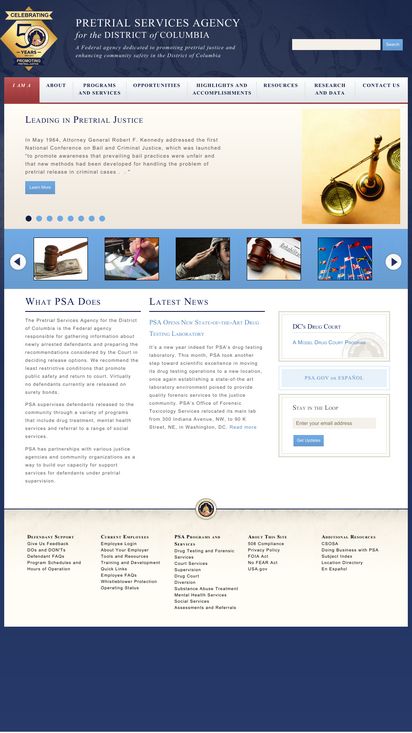 CELEBRATING
50
YEARS
PROMOTING
PRETRIAL JUSTICE
PRETRIAL SERVICES AGENCY
for the DISTRICT of COLUMBIA
A Federal agency dedicated to promoting pretrial justice and
enhancing community safety in the District of Columbia
Search
I AM A
ABOUT
PROGRAMS
AND SERVICES
OPPORTUNITIES
HIGHLIGHTS AND
ACCOMPLISHMENTS
RESOURCES
RESEARCH
AND DATA
CONTACT US
LEADING IN PRETRIAL JUSTICE
In May 1964, Attorney General Robert F. Kennedy addressed the first
National Conference on Bail and Criminal Justice, which was launched
"to promote awareness that prevailing bail practices were unfair and
that new methods had been developed for handling the problem of
pretrial release in criminal cases . . ."
Learn More
WHAT PSA DOES
The Pretrial Services Agency for the District
of Columbia is the Federal agency
responsible for gathering information about
newly arrested defendants and preparing the
recommendations considered by the Court in
deciding release options. We recommend the
least restrictive conditions that promote
public safety and return to court. Virtually
no defendants currently are released on
surety bonds.
PSA supervises defendants released to the
community through a variety of programs
that include drug treatment, mental health
services and referral to a range of social
services.
PSA has partnerships with various justice
agencies and community organizations as a
way to build our capacity for support
services for defendants under pretrial
supervision.
LATEST NEWS
PSA OPENS NEW STATE-OF-THE-ART DRUG
TESTING LABORATORY
It's a new year indeed for PSA's drug testing
laboratory. This month, PSA took another
step toward scientific excellence in moving
its drug testing operations to a new location,
once again establishing a state-of-the art
laboratory environment poised to provide
quality forensic services to the justice
community. PSA's Office of Forensic
Toxicology Services relocated its main lab
from 300 Indiana Avenue, NW, to 90 K
Street, NE, in Washington, DC. Read more
DC'S DRUG COURT
A MODEL DRUG COURT PROGRAM
PSA.GOV EN ESPAÑOL
STAY IN THE LOOP
Enter your email address
Get Updates
DEFENDANT SUPPORT
Give Us Feedback
DOs and DON'Ts
Defendant FAQs
Program Schedules and
Hours of Operation
CURRENT EMPLOYEES
Employee Login
About Your Employer
Tools and Resources
Training and Development
Quick Links
Employee FAQs
Whistleblower Protection
Operating Status
PSA PROGRAMS AND
SERVICES
Drug Testing and Forensic
Services
Court Services
Supervision
Drug Court
Diversion
Substance Abuse Treatment
Mental Health Services
Social Services
Assessments and Referrals
ABOUT THIS SITE
508 Compliance
Privacy Policy
FOIA Act
No FEAR Act
USA.gov
ADDITIONAL RESOURCES
CSOSA
Doing Business with PSA
Subject Index
Location Directory
En Español